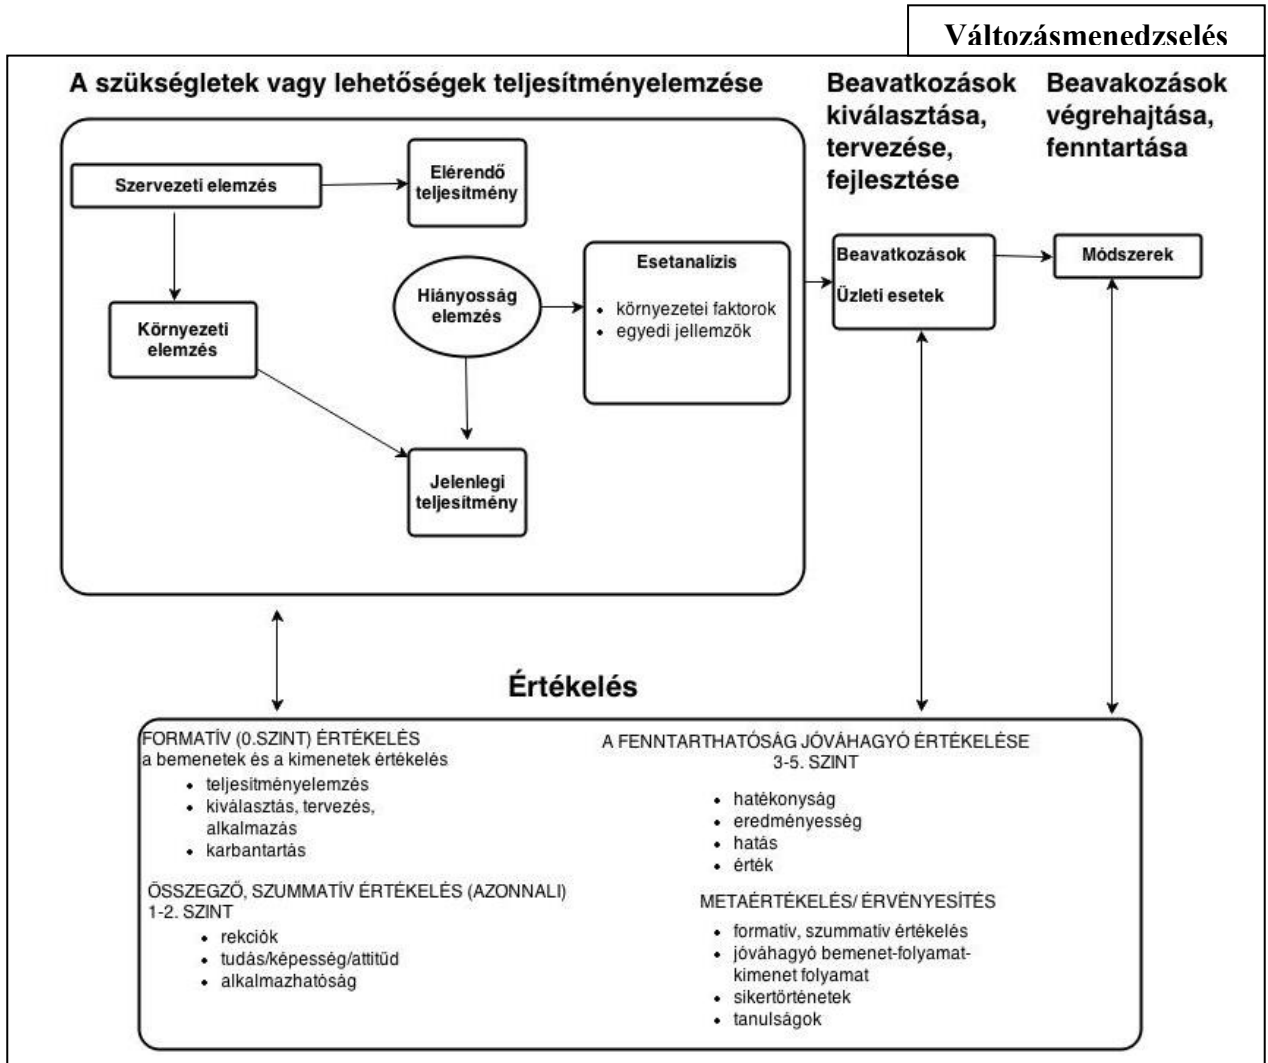 Változásmenedzselés
A szükségletek vagy lehetőségek teljesítményelemzése
Szervezeti elemzés
Elérendő
teljesítmény
Környezeti
elemzés
Hiányosság
elemzés
Esetanalízis
• környezetei faktorok
• egyedi jellemzők
Jelenlegi
teljesítmény
Beavatkozások
kiválasztása,
tervezése,
fejlesztése
Beavatkozások
Üzleti esetek
Beavakozások
végrehajtása,
fenntartása
Módszerek
Értékelés
FORMATÍV (0.SZINT) ÉRTÉKELÉS
a bemenetek és a kimenetek értékelés
• teljesítményelemzés
• kiválasztás, tervezés,
alkalmazás
• karbantartás
ÖSSZEGZŐ, SZUMMATÍV ÉRTÉKELÉS (AZONNALI)
1-2. SZINT
• rekciók
• tudás/képesség/attitűd
• alkalmazhatóság
A FENNTARTHATÓSÁG JÓVÁHAGYÓ ÉRTÉKELÉSE
3-5. SZINT
• hatékonyság
• eredményesség
• hatás
• érték
METAÉRTÉKELÉS/ ÉRVÉNYESÍTÉS
• formatív, szummatív értékelés
• jóváhagyó bemenet-folyamat-
kimenet folyamat
• sikertörténetek
• tanulságok